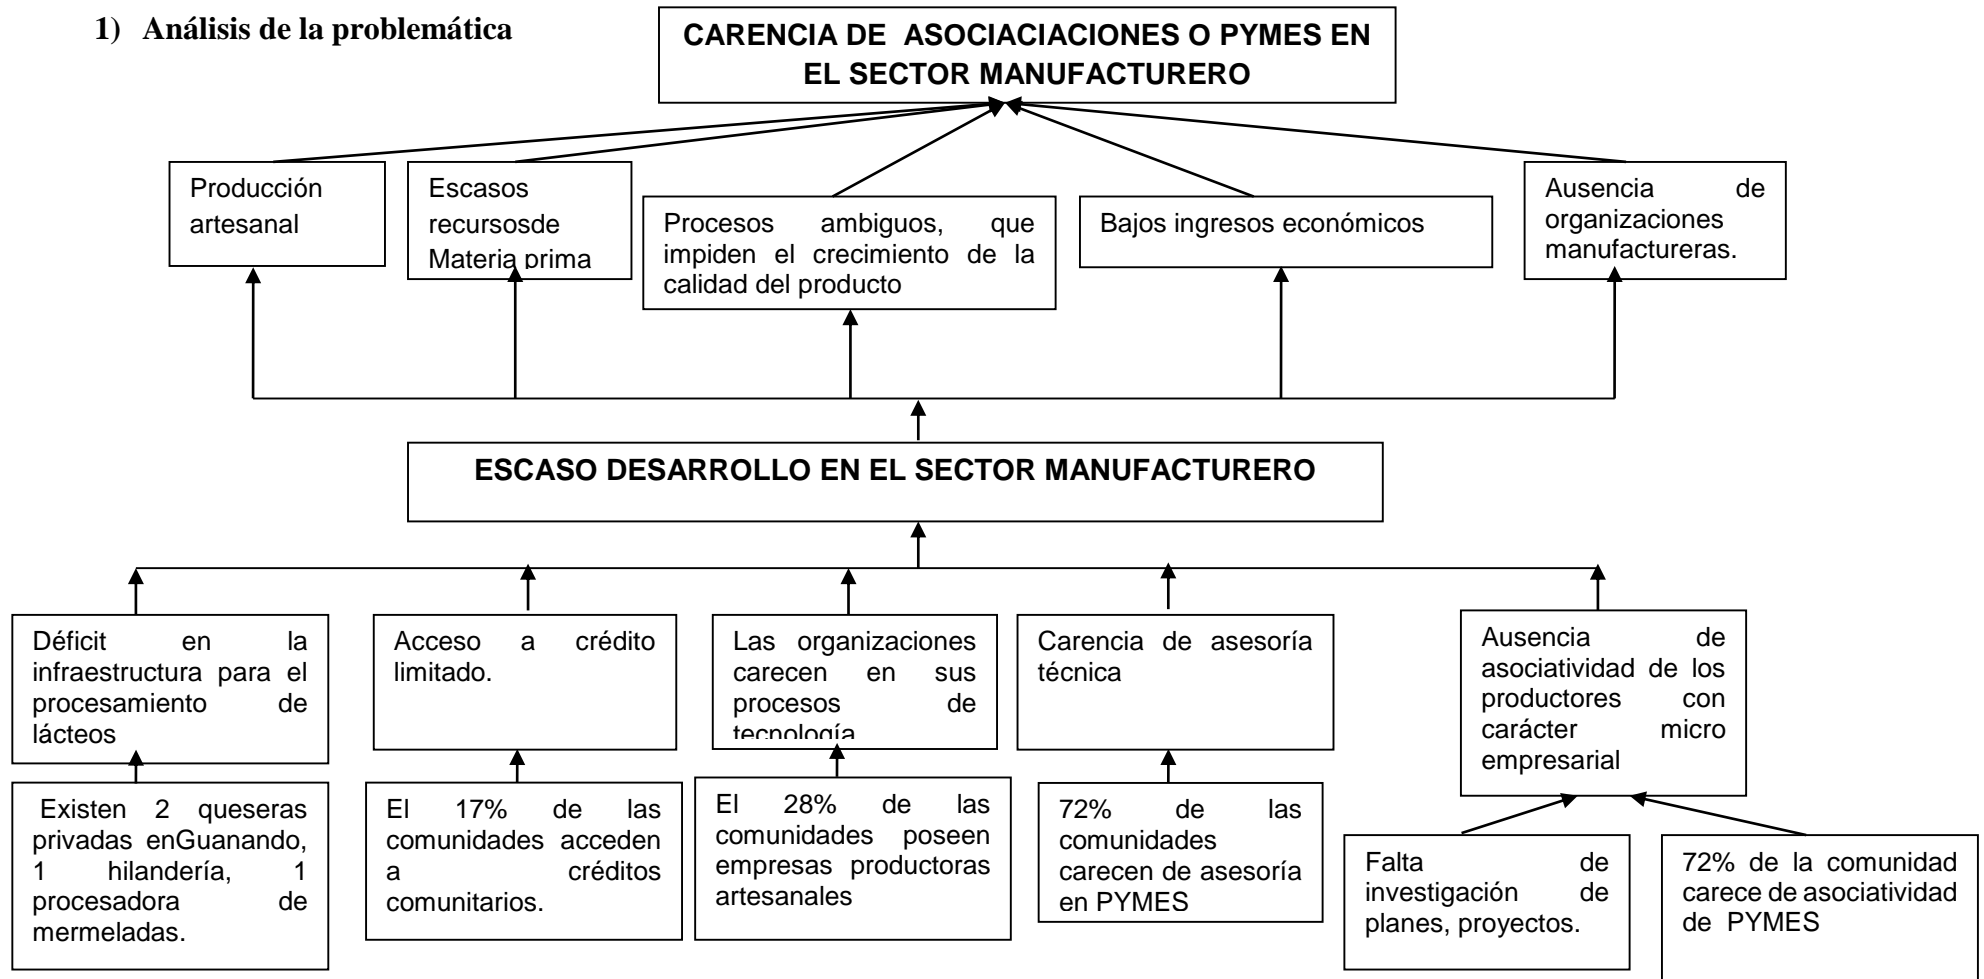 1) Análisis de la problemática
CARENCIA DE ASOCIACIACIONES O PYMES EN
EL SECTOR MANUFACTURERO
Producción
artesanal
Escasos
recursosde
Materia prima
Procesos ambiguos, que
impiden el crecimiento de la
calidad del producto
Bajos ingresos económicos
Ausencia de
organizaciones
manufactureras.
ESCASO DESARROLLO EN EL SECTOR MANUFACTURERO
Déficit en la
infraestructura para el
procesamiento de
lácteos
Acceso a crédito
limitado.
Las organizaciones
carecen en sus
procesos de
tecnología
Carencia de asesoría
técnica
Ausencia de
asociatividad de los
productores con
carácter micro
empresarial
Existen 2 queseras
privadas enGuanando,
1 hilandería, 1
procesadora de
mermeladas.
El 17% de las
comunidades acceden
a créditos
comunitarios.
El 28% de las
comunidades poseen
empresas productoras
artesanales
72% de las
comunidades
carecen de asesoría
en PYMES
Falta de
investigación de
planes, proyectos.
72% de la comunidad
carece de asociatividad
de PYMES